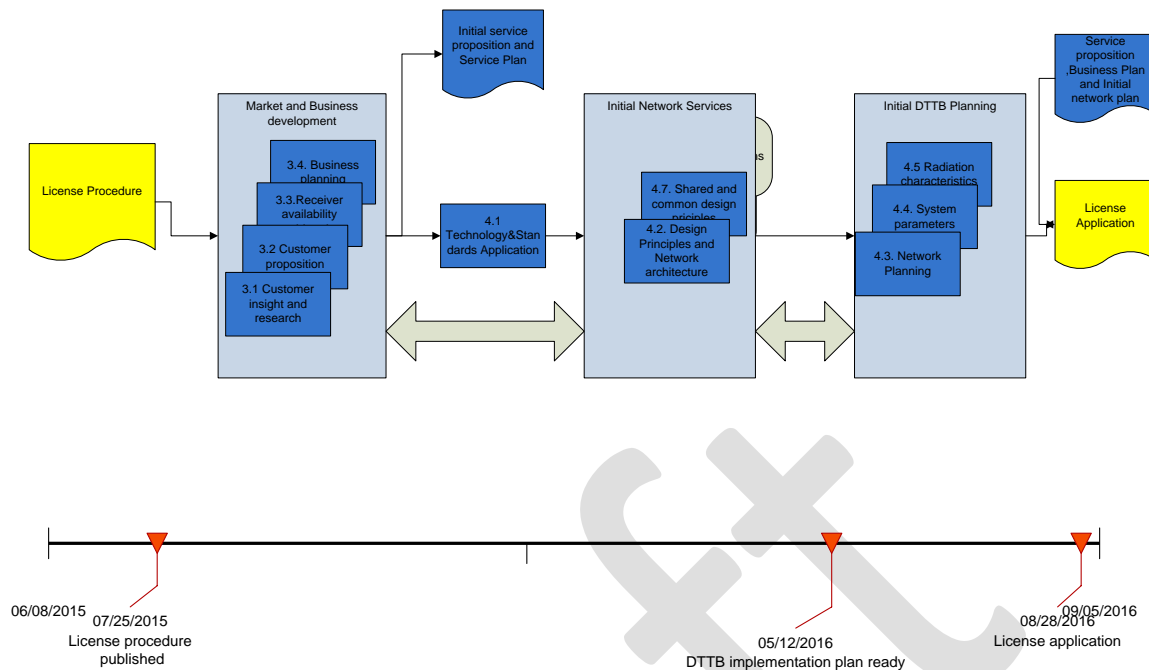 Initial service
proposition and
Service Plan
Service
proposition
,Business Plan
and Initial
network plan
Market and Business
development
Initial Network Services
Initial DTTB Planning
License Procedure
3.4. Business
planning
3.3.Receiver
availability
3.2 Customer
proposition
3.1 Customer
insight and
research
4.1
Technology&Stan
dards Application
4.7. Shared and
common design
priciples
4.2. Design
Principles and
Network
architecture
4.5 Radiation
characteristics
4.4. System
parameters
4.3. Network
Planning
License
Application
06/08/2015
07/25/2015
License procedure
published
05/12/2016
DTTB implementation plan ready
08/28/2016
License application
09/05/2016
ft